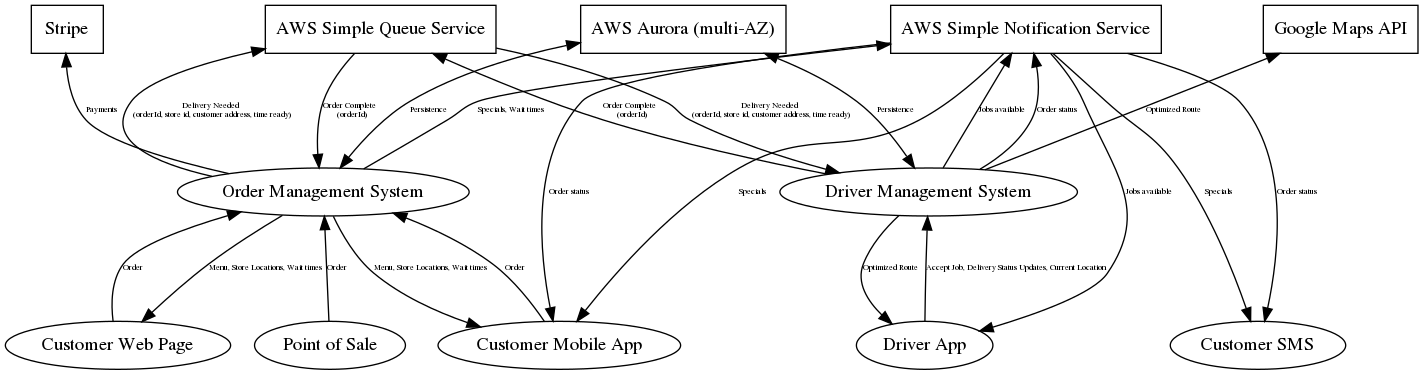 Stripe
AWS Simple Queue Service
AWS Aurora (multi-AZ)
AWS Simple Notification Service
Google Maps API
Payments
Delivery Needed
(orderId, store id, customer address, time ready)
Order Complete
(orderId)
Persistence
Specials, Wait times
Order Complete
(orderId)
Delivery Needed
(orderId, store id, customer address, time ready)
Persistence
Jobs available
Order status
Optimized Route
Order Management System
Order status
Specials
Driver Management System
Jobs available
Specials
Order status
Order
Menu, Store Locations, Wait times
Order
Menu, Store Locations, Wait times
Order
Optimized Route
Accept Job, Delivery Status Updates, Current Location
Customer Web Page
Point of Sale
Customer Mobile App
Driver App
Customer SMS